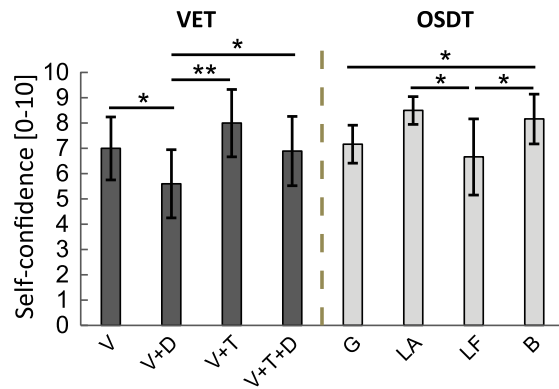 VET
OSDT
*
*
**
*
*
*
Self-confidence [0-10]
10
9
8
7
6
5
4
3
2
1
0
V
V+D
V+T
V+T+D
G
LA
LF
B